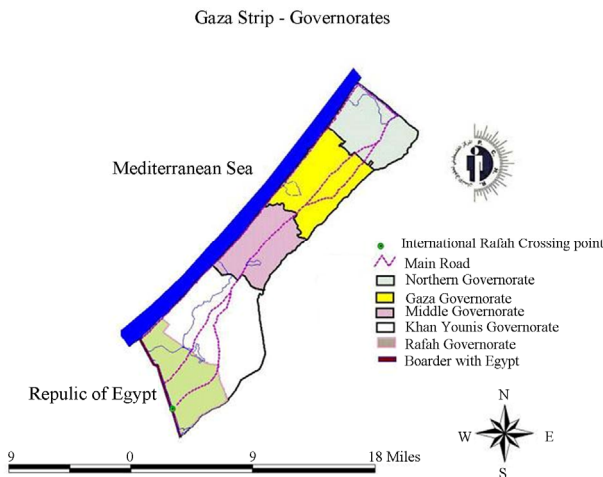 Gaza Strip - Governorates
Mediterranean Sea
International Rafah Crossing point
Main Road
Northern Governorate
Gaza Governorate
Middle Governorate
Khan Younis Governorate
Rafah Governorate
Boarder with Egypt
Repulic of Egypt
N
W
E
S
9 0 9 18 Miles